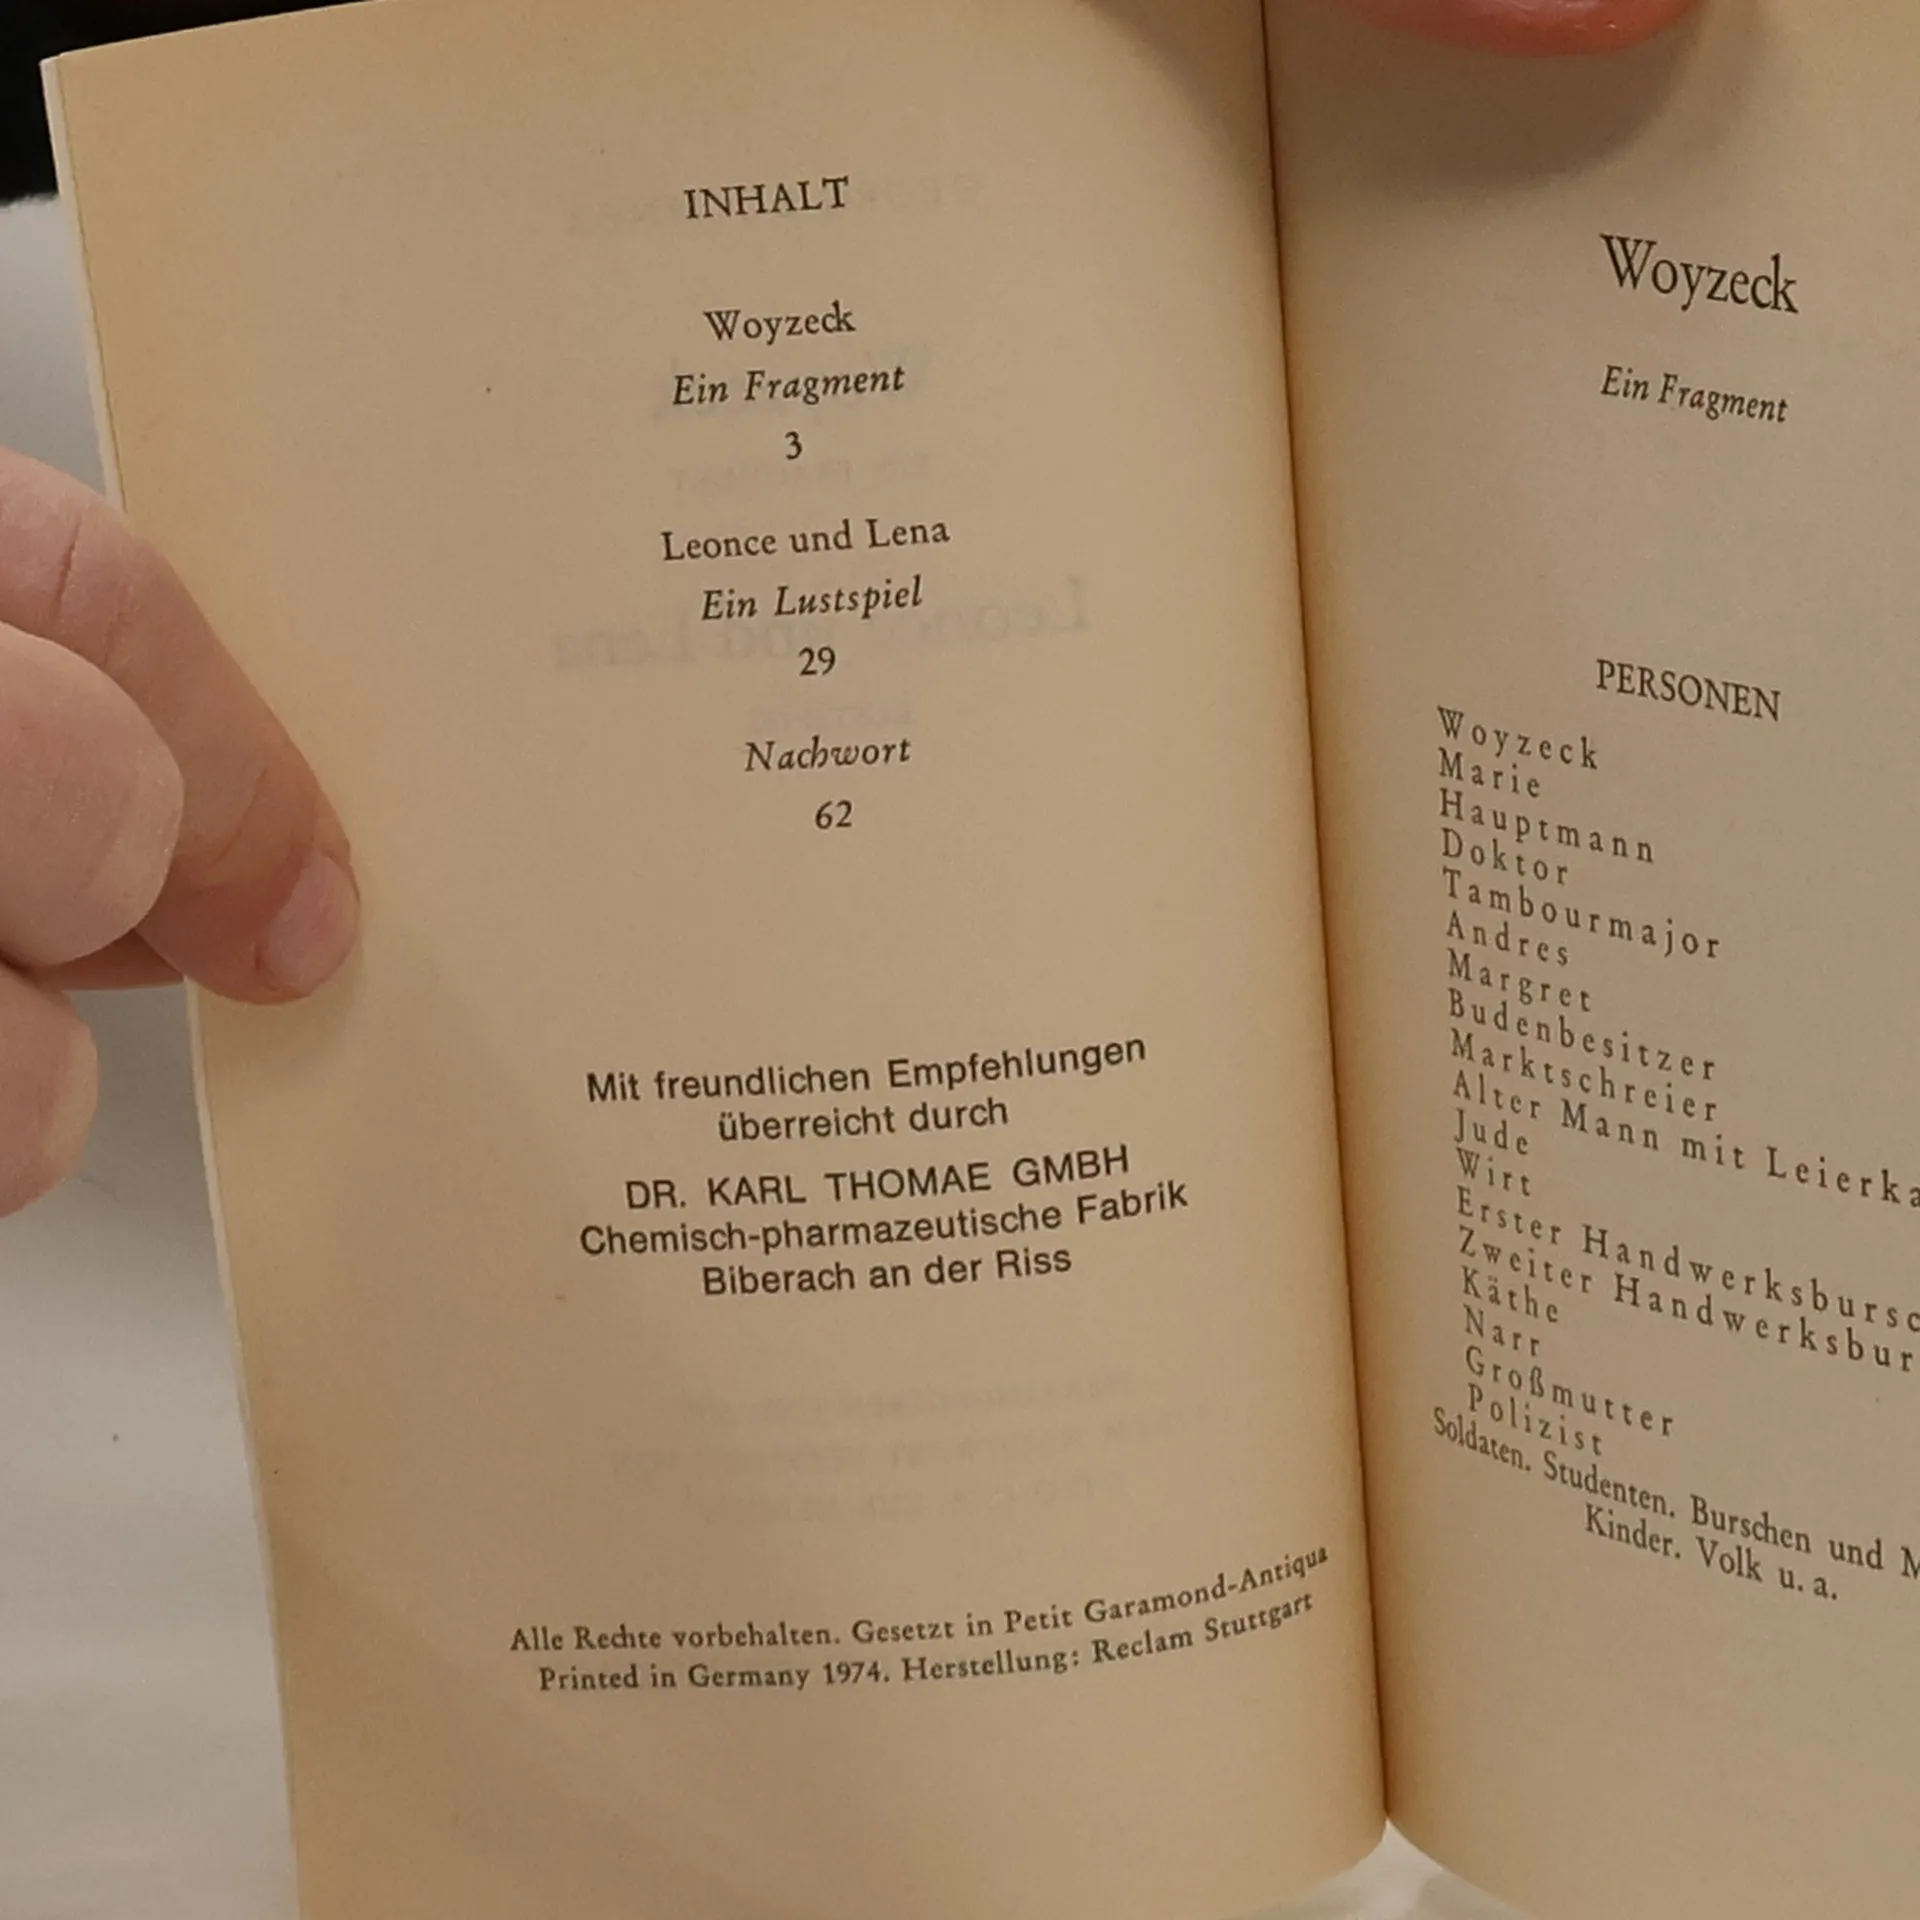 INHALT
Woyzeck
Ein Fragment
3
Leonce und Lena
Ein Lustspiel
29
Nachwort
62
Mit freundlichen Empfehlungen
überreicht durch
DR. KARL THOMAE GMBH
Chemisch-pharmazeutische Fabrik
Biberach an der Riss
Alle Rechte vorbehalten. Gesetzt in Petit Garamond-Antiqua
Printed in Germany 1974. Herstellung: Reclam Stuttgart
Woyzeck
Ein Fragment
PERSONEN
Woyzeck
Marie
Hauptmann
Doktor
Tambourmajor
Andres
Margret
Budenbesitzer
Marktschreier
Alter Mann mit
Jude
Wirt
Erster
Zweiter
Käthe
Narr
Großmutter
Polizist
Soldaten. Studenten. Burschen und
Kinder. Volk u. a.